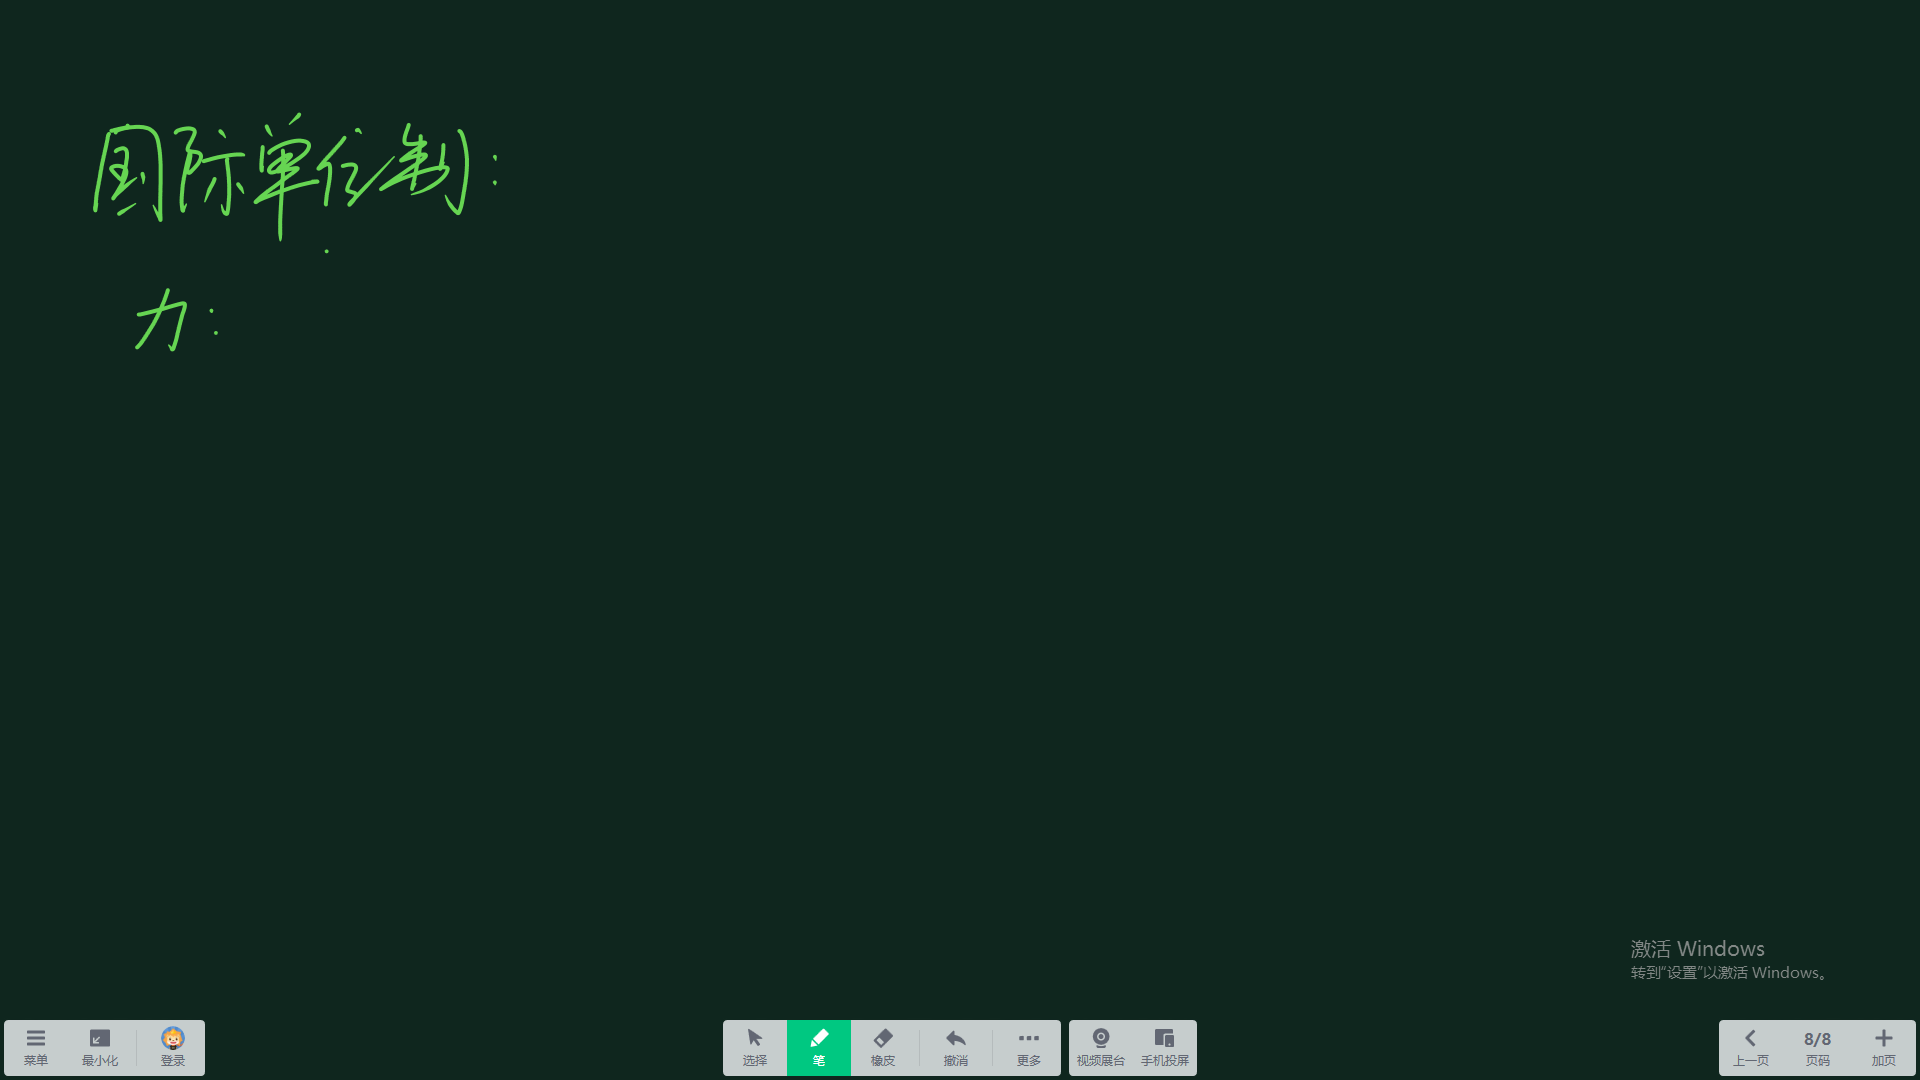 国际单位制:
力:
激活 Windows
转到“设置”以激活 Windows。
菜单 最小化 登录 选择 笔 橡皮 撤消 更多 视频展台 手机投屏 上一页 8/8 页码 加页